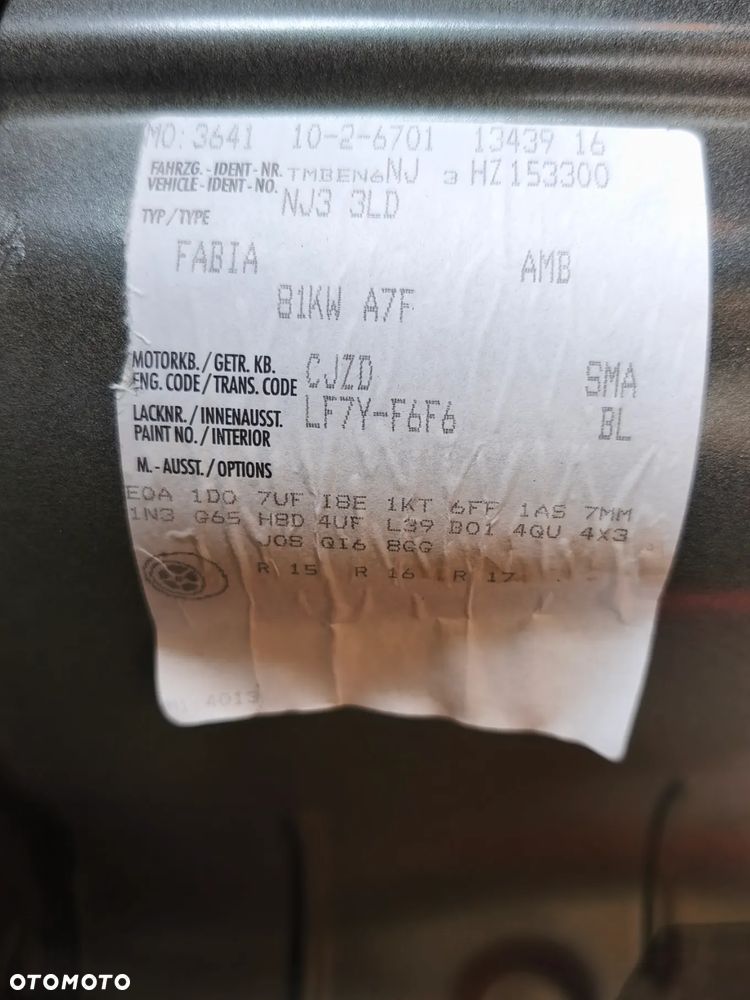 MO: 3641 10-2-6701 13439 16
FAHRZG. - IDENT - NR. TMBEN6NJ 3 HZ153300
VEHICLE - IDENT - NO.
TYP / TYPE NJ3 3LD
FABIA AMB
81KW A7F
MOTORKB. / GETR. KB. CJZD SMA
ENG. CODE / TRANS. CODE
LACKNR. / INNENAUSST. LF7Y-F6F6 BL
PAINT NO. / INTERIOR
M. - AUSST. / OPTIONS
E0A 1D0 7UF I8E 1KT 6FF 1AS 7MM
1N3 G65 H8D 4UF L39 B01 4QU 4X3
J08 QI6 8GG
R 15 R 16 R 17
4013
OTOMOTO